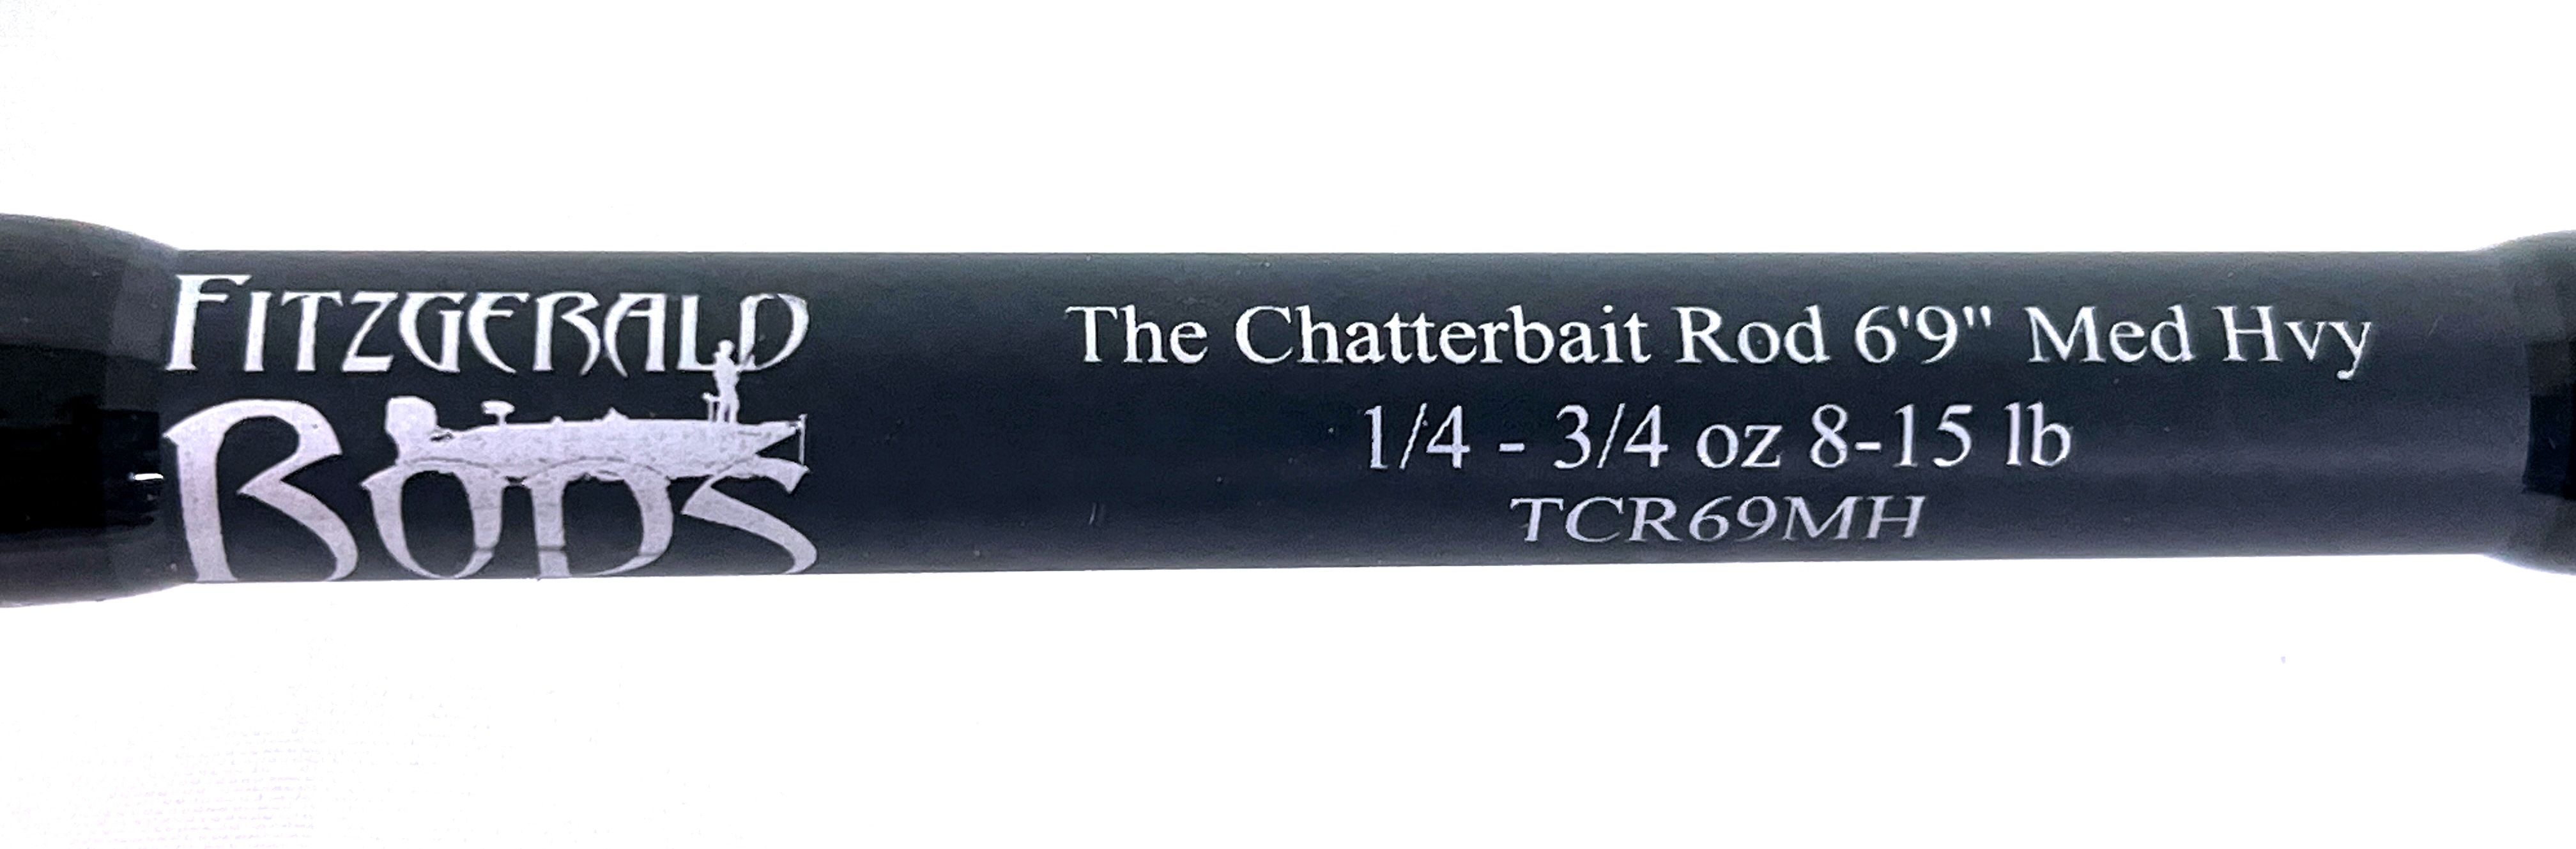 FITZGERALD
RODS
The Chatterbait Rod 6'9" Med Hvy
1/4 - 3/4 oz 8-15 lb
TCR69MH